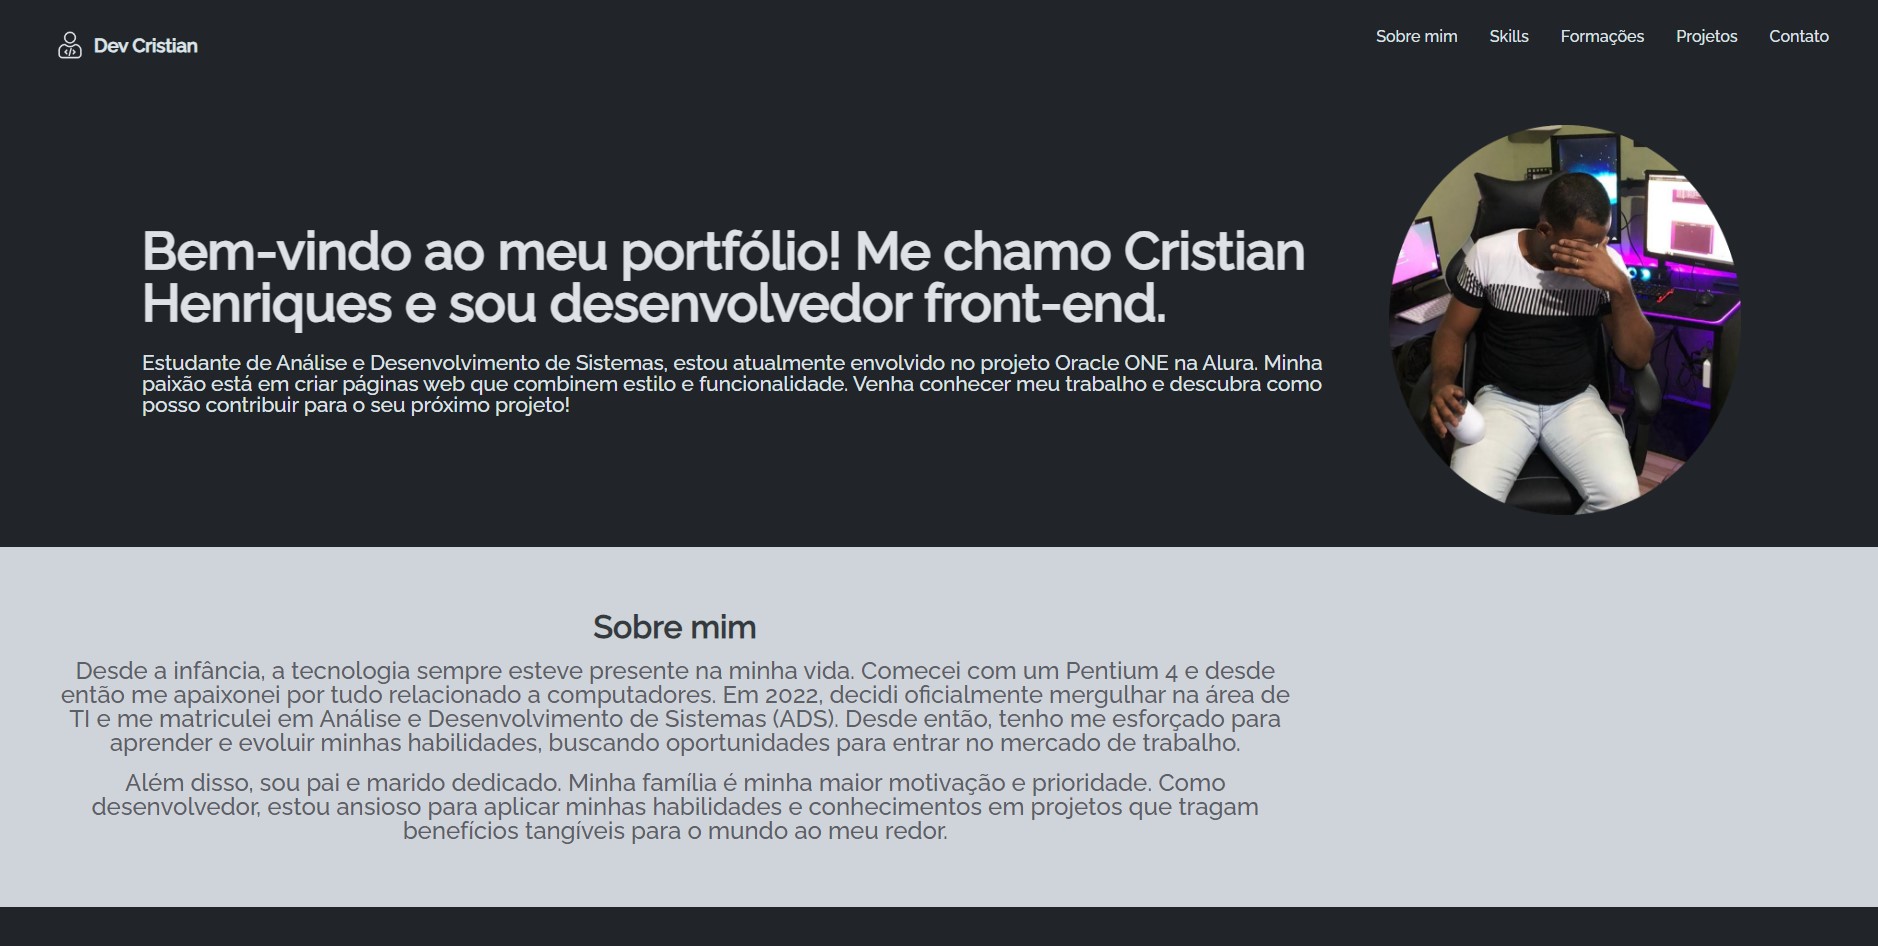 Dev Cristian
Sobre mim Skills Formações Projetos Contato
Bem-vindo ao meu portfólio! Me chamo Cristian
Henriques e sou desenvolvedor front-end.
Estudante de Análise e Desenvolvimento de Sistemas, estou atualmente envolvido no projeto Oracle ONE na Alura. Minha
paixão está em criar páginas web que combinem estilo e funcionalidade. Venha conhecer meu trabalho e descubra como
posso contribuir para o seu próximo projeto!
Sobre mim
Desde a infância, a tecnologia sempre esteve presente na minha vida. Comecei com um Pentium 4 e desde
então me apaixonei por tudo relacionado a computadores. Em 2022, decidi oficialmente mergulhar na área de
TI e me matriculei em Análise e Desenvolvimento de Sistemas (ADS). Desde então, tenho me esforçado para
aprender e evoluir minhas habilidades, buscando oportunidades para entrar no mercado de trabalho.
Além disso, sou pai e marido dedicado. Minha família é minha maior motivação e prioridade. Como
desenvolvedor, estou ansioso para aplicar minhas habilidades e conhecimentos em projetos que tragam
benefícios tangíveis para o mundo ao meu redor.